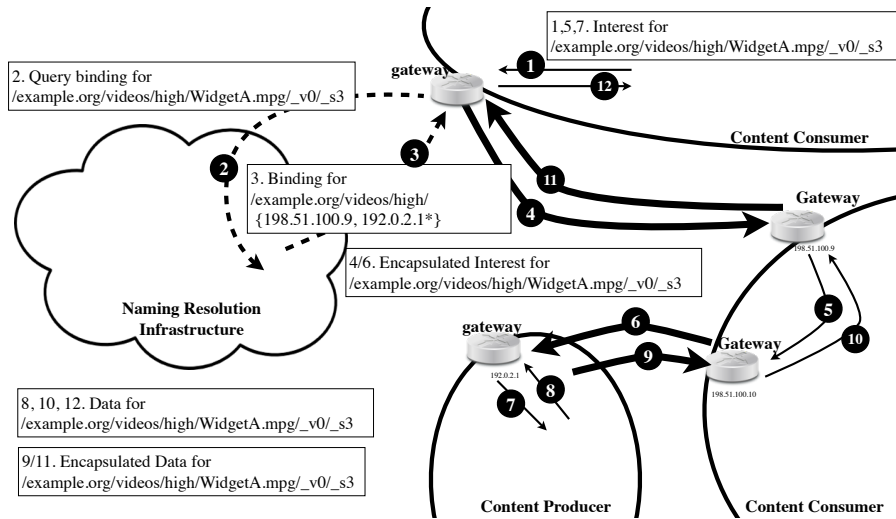 1,5,7. Interest for
/example.org/videos/high/WidgetA.mpg/_v0/_s3
gateway
1
12
2. Query binding for
/example.org/videos/high/WidgetA.mpg/_v0/_s3
Content Consumer
3
2
3. Binding for
/example.org/videos/high/
{198.51.100.9, 192.0.2.1*}
11
4
Gateway
198.51.100.9
4/6. Encapsulated Interest for
/example.org/videos/high/WidgetA.mpg/_v0/_s3
Naming Resolution
Infrastructure
5
10
6
gateway
Gateway
9
192.0.2.1
7
8
198.51.100.10
8, 10, 12. Data for
/example.org/videos/high/WidgetA.mpg/_v0/_s3
9/11. Encapsulated Data for
/example.org/videos/high/WidgetA.mpg/_v0/_s3
Content Producer
Content Consumer